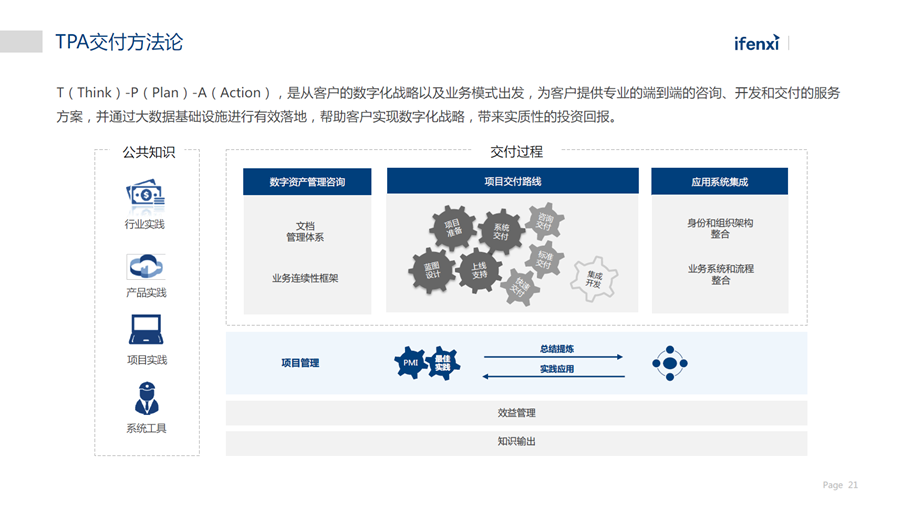 TPA交付方法论
ifenxi
T（Think）-P（Plan）-A（Action），是从客户的数字化战略以及业务模式出发，为客户提供专业的端到端的咨询、开发和交付的服务
方案，并通过大数据基础设施进行有效落地，帮助客户实现数字化战略，带来实质性的投资回报。
公共知识
行业实践
产品实践
项目实践
系统工具
交付过程
数字资产管理咨询
文档
管理体系
业务连续性框架
项目交付路线
项目
准备
系统
交付
咨询
交付
蓝图
设计
上线
支持
标准
交付
快速
交付
集成
开发
应用系统集成
身份和组织架构
整合
业务系统和流程
整合
项目管理
PMI
最佳
实践
总结提炼
实践应用
效益管理
知识输出
Page 21